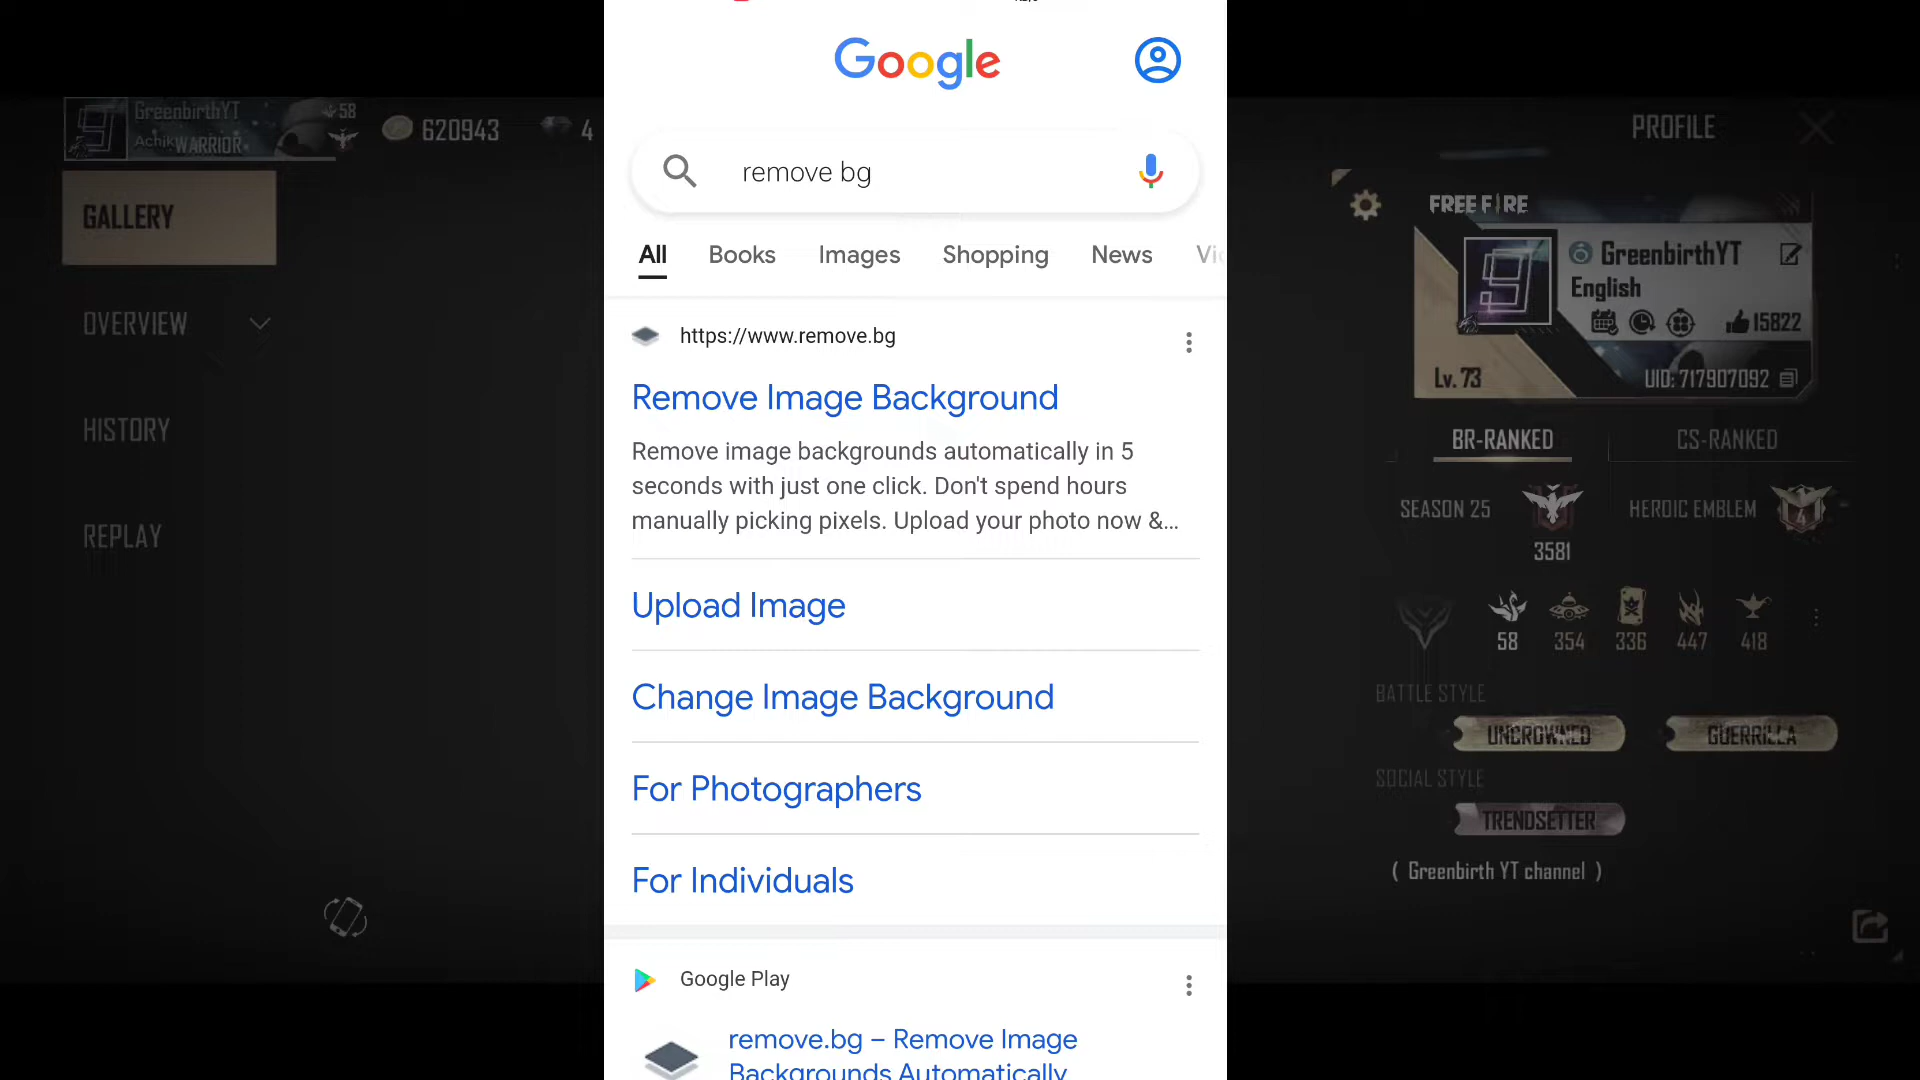 Google
remove bg
All Books Images Shopping News
https://www.remove.bg
Remove Image Background
Remove image backgrounds automatically in 5
seconds with just one click. Don't spend hours
manually picking pixels. Upload your photo now &...
Upload Image
Change Image Background
For Photographers
For Individuals
Google Play
remove.bg – Remove Image
Backgrounds Automatically
GreenbirthYT 58
Achik WARRIOR
620943 4
GALLERY
OVERVIEW
HISTORY
REPLAY
PROFILE
FREE FIRE
GreenbirthYT
English
15822
Lv. 73 UID: 717907092
BR-RANKED CS-RANKED
SEASON 25 HEROIC EMBLEM 4
3581
58 354 336 447 418
BATTLE STYLE
UNCROWNED GUERRILLA
SOCIAL STYLE
TRENDSETTER
( Greenbirth YT channel )